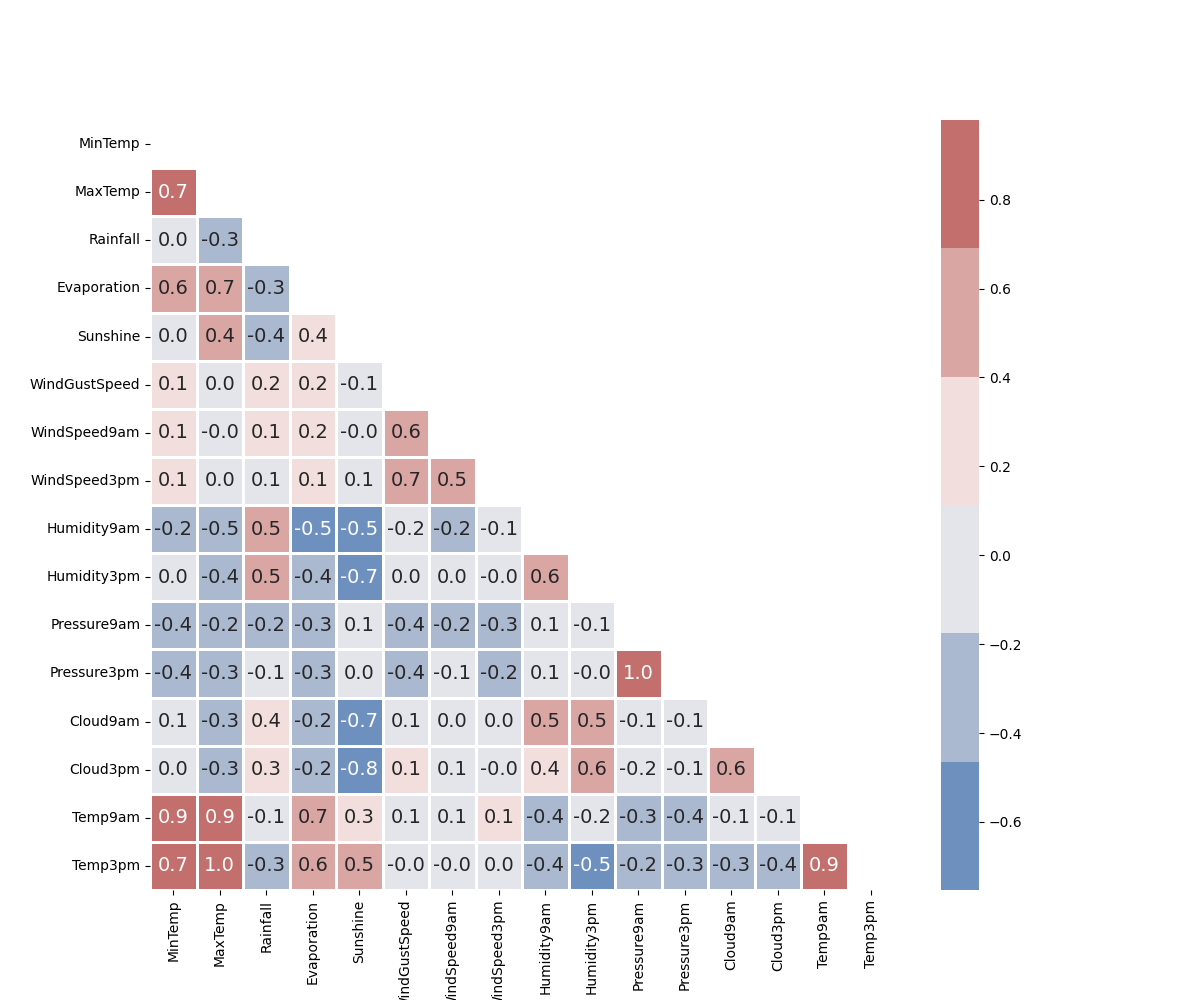 MinTemp
MaxTemp 0.7
Rainfall 0.0 -0.3
Evaporation 0.6 0.7 -0.3
Sunshine 0.0 0.4 -0.4 0.4
WindGustSpeed 0.1 0.0 0.2 0.2 -0.1
WindSpeed9am 0.1 -0.0 0.1 0.2 -0.0 0.6
WindSpeed3pm 0.1 0.0 0.1 0.1 0.1 0.7 0.5
Humidity9am -0.2 -0.5 0.5 -0.5 -0.5 -0.2 -0.2 -0.1
Humidity3pm 0.0 -0.4 0.5 -0.4 -0.7 0.0 0.0 -0.0 0.6
Pressure9am -0.4 -0.2 -0.2 -0.3 0.1 -0.4 -0.2 -0.3 0.1 -0.1
Pressure3pm -0.4 -0.3 -0.1 -0.3 0.0 -0.4 -0.1 -0.2 0.1 -0.0 1.0
Cloud9am 0.1 -0.3 0.4 -0.2 -0.7 0.1 0.0 0.0 0.5 0.5 -0.1 -0.1
Cloud3pm 0.0 -0.3 0.3 -0.2 -0.8 0.1 0.1 -0.0 0.4 0.6 -0.2 -0.1 0.6
Temp9am 0.9 0.9 -0.1 0.7 0.3 0.1 0.1 0.1 -0.4 -0.2 -0.3 -0.4 -0.1 -0.1
Temp3pm 0.7 1.0 -0.3 0.6 0.5 -0.0 -0.0 0.0 -0.4 -0.5 -0.2 -0.3 -0.3 -0.4 0.9
MinTemp
MaxTemp
Rainfall
Evaporation
Sunshine
indGustSpeed
indSpeed9am
indSpeed3pm
Humidity9am
Humidity3pm
Pressure9am
Pressure3pm
Cloud9am
Cloud3pm
Temp9am
Temp3pm
0.8
0.6
0.4
0.2
0.0
−0.2
−0.4
−0.6